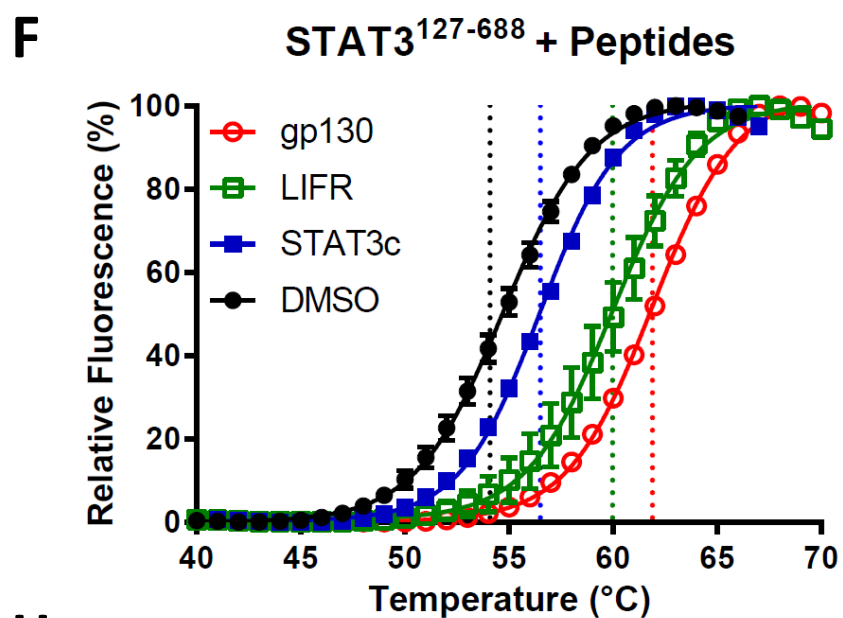 F
STAT3¹²⁷⁻⁶⁸⁸ + Peptides
Relative Fluorescence (%)
100
80
60
40
20
0
gp130
LIFR
STAT3c
DMSO
40 45 50 55 60 65 70
Temperature (°C)